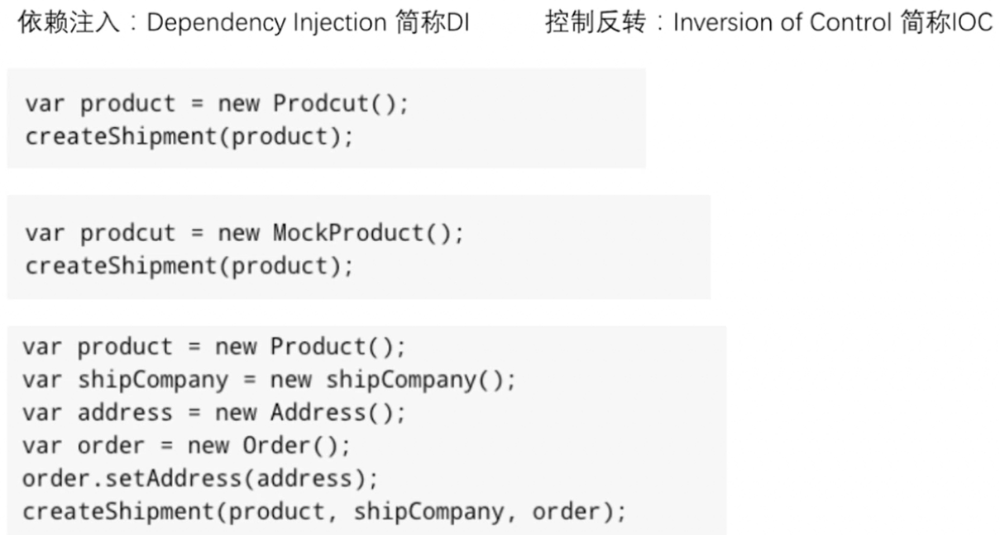 依赖注入：Dependency Injection 简称DI 控制反转：Inversion of Control 简称IOC
var product = new Prodcut();
createShipment(product);
var prodcut = new MockProduct();
createShipment(product);
var product = new Product();
var shipCompany = new shipCompany();
var address = new Address();
var order = new Order();
order.setAddress(address);
createShipment(product, shipCompany, order);